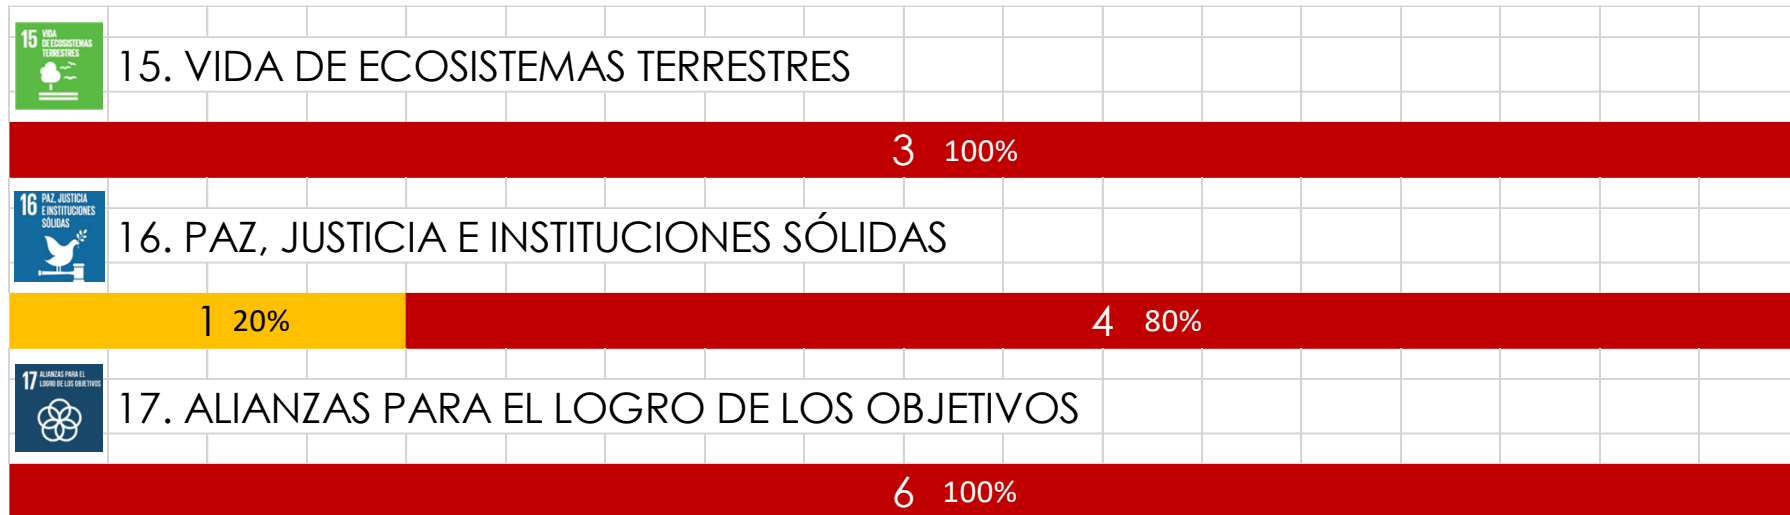 15 VIDA
DE ECOSISTEMAS
TERRESTRES
15. VIDA DE ECOSISTEMAS TERRESTRES
3 100%
16 PAZ, JUSTICIA
E INSTITUCIONES
SÓLIDAS
16. PAZ, JUSTICIA E INSTITUCIONES SÓLIDAS
1 20% 4 80%
17 ALIANZAS PARA EL
LOGRO DE LOS OBJETIVOS
17. ALIANZAS PARA EL LOGRO DE LOS OBJETIVOS
6 100%